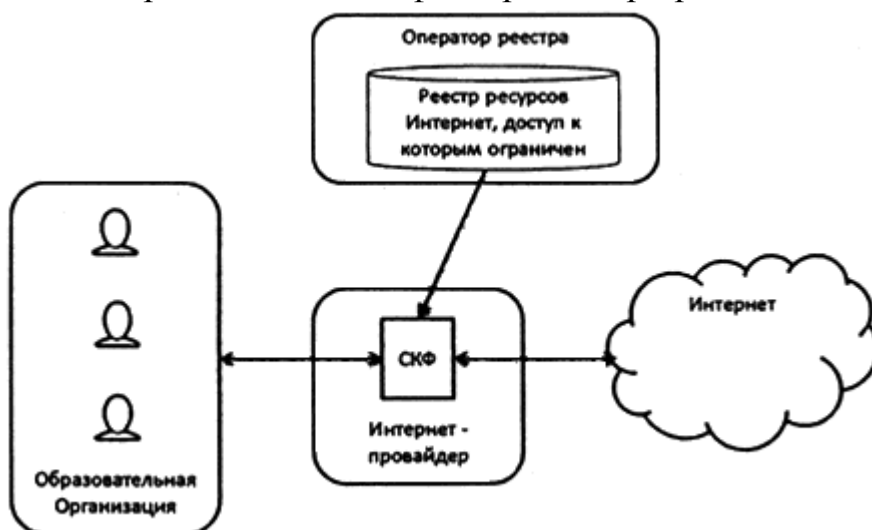 Оператор реестра
Реестр ресурсов
Интернет, доступ к
которым ограничен
Интернет
СКФ
Интернет -
провайдер
Образовательная
Организация